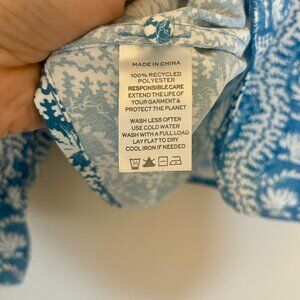 MADE IN CHINA
100% RECYCLED
POLYESTER
RESPONSIBLE CARE
EXTEND THE LIFE OF
YOUR GARMENT &
PROTECT THE PLANET
WASH LESS OFTEN
USE COLD WATER
WASH WITH A FULL LOAD
LAY FLAT TO DRY
COOL IRON IF NEEDED